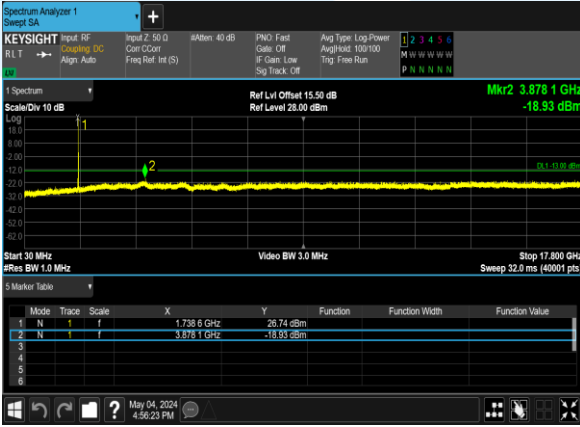 Spectrum Analyzer 1
Swept SA
KEYSIGHT Input: RF Input Z: 50 Ω #Atten: 40 dB PNO: Fast Avg Type: Log-Power 1 2 3 4 5 6
RLT Coupling: DC Corr CCorr Gate: Off Avg|Hold: 100/100 M W W W W W
Align: Auto Freq Ref: Int (S) IF Gain: Low Trig: Free Run
Sig Track: Off P N N N N N
LV
1 Spectrum Ref Lvl Offset 15.50 dB Mkr2 3.878 1 GHz
Scale/Div 10 dB Ref Level 28.00 dBm -18.93 dBm
Log
18.0
8.00
-2.00
-12.0
-22.0
-32.0
-42.0
-52.0
-62.0
1
2
DL1 -13.00 dBm
Start 30 MHz Video BW 3.0 MHz Stop 17.800 GHz
#Res BW 1.0 MHz Sweep 32.0 ms (40001 pts
5 Marker Table
Mode Trace Scale X Y Function Function Width Function Value
1 N 1 f 1.738 6 GHz 26.74 dBm
2 N 1 f 3.878 1 GHz -18.93 dBm
3
4
5
6
? May 04, 2024
4:56:23 PM